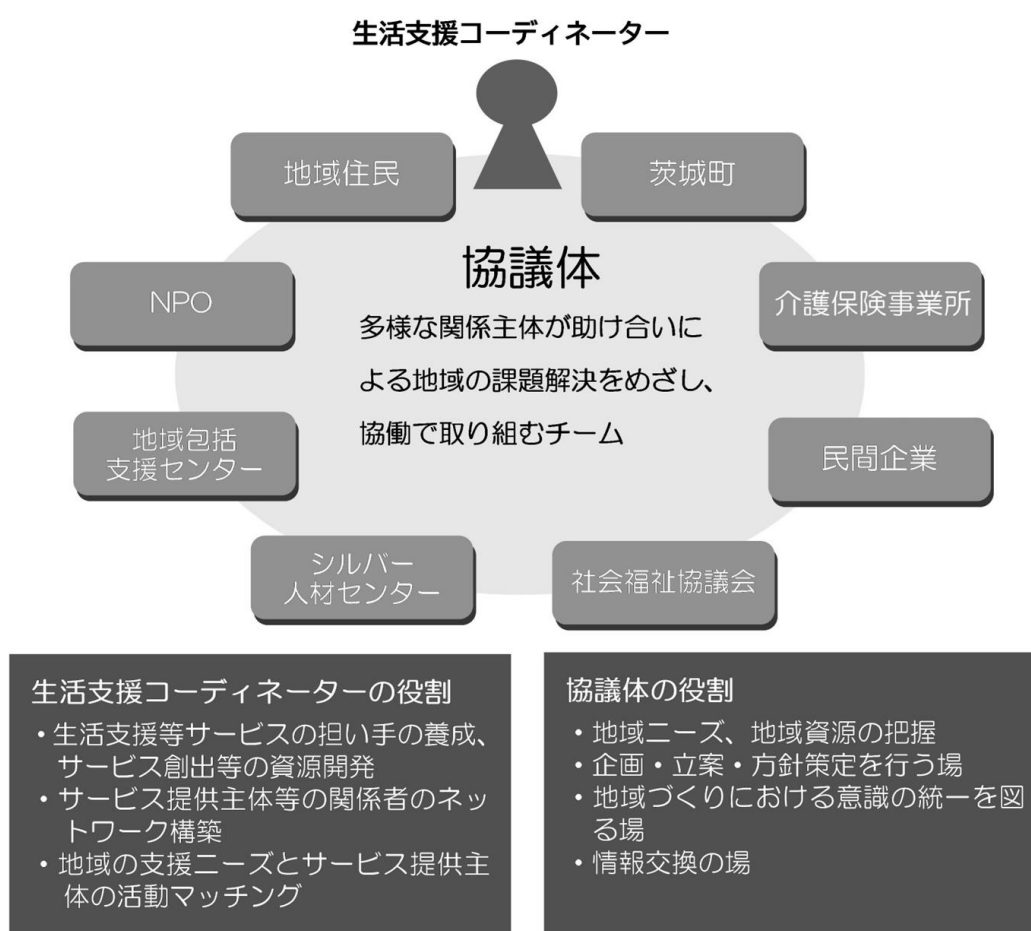 生活支援コーディネーター
地域住民
茨城町
協議体
多様な関係主体が助け合いに
よる地域の課題解決をめざし、
協働で取り組むチーム
NPO
介護保険事業所
地域包括
支援センター
民間企業
シルバー
人材センター
社会福祉協議会
生活支援コーディネーターの役割
・生活支援等サービスの担い手の養成、
サービス創出等の資源開発
・サービス提供主体等の関係者のネッ
トワーク構築
・地域の支援ニーズとサービス提供主
体の活動マッチング
協議体の役割
・地域ニーズ、地域資源の把握
・企画・立案・方針策定を行う場
・地域づくりにおける意識の統一を図
る場
・情報交換の場